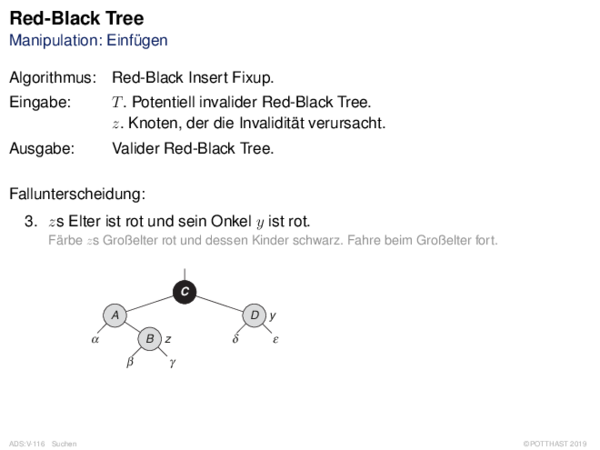 Red-Black Tree
Manipulation: Einfügen
Algorithmus: Red-Black Insert Fixup.
Eingabe: T. Potentiell invalider Red-Black Tree.
z. Knoten, der die Invalidität verursacht.
Ausgabe: Valider Red-Black Tree.
Fallunterscheidung:
3. zs Elter ist rot und sein Onkel y ist rot.
Färbe zs Großelter rot und dessen Kinder schwarz. Fahre beim Großelter fort.
C
A D y
α B z δ ε
β γ
ADS:V-116 Suchen ©POTTHAST 2019